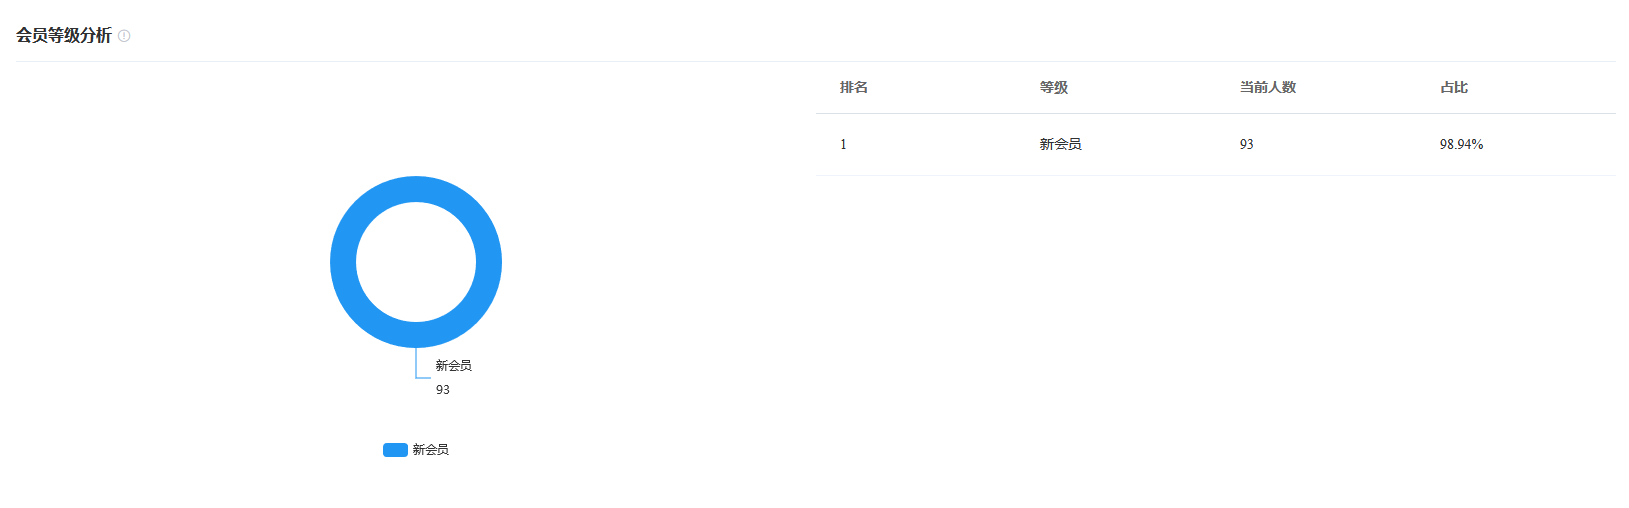 会员等级分析
排名 等级 当前人数 占比
1 新会员 93 98.94%
新会员
93
新会员